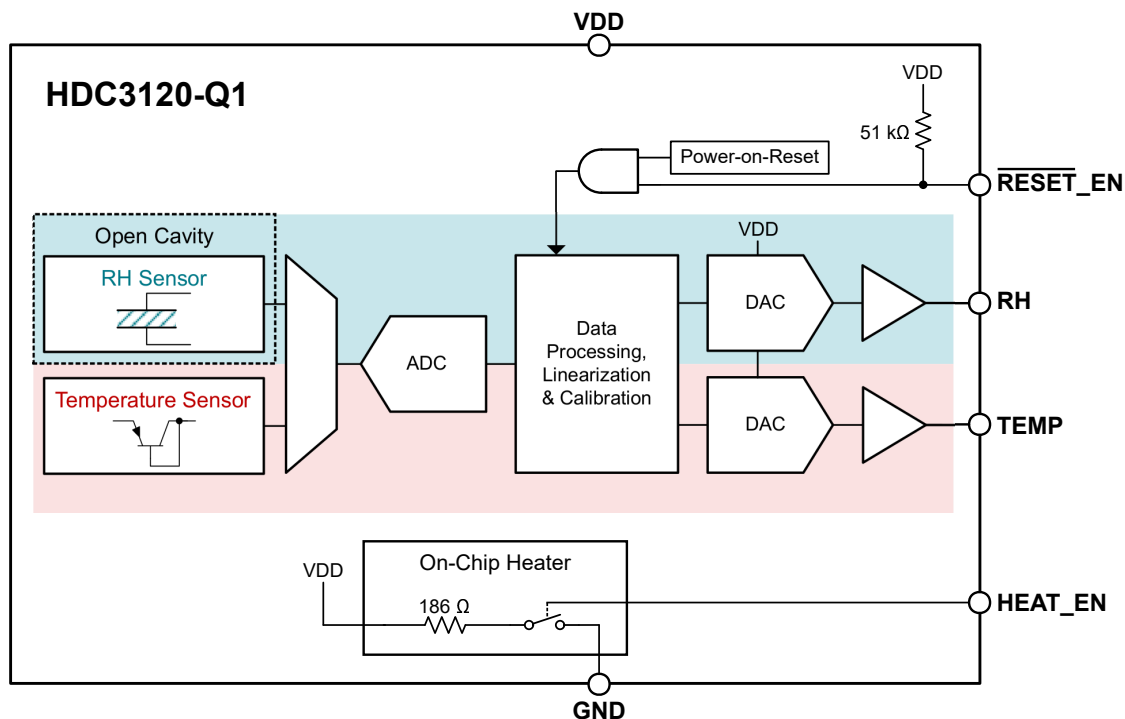 VDD
HDC3120-Q1
VDD
51 kΩ
Power-on-Reset
RESET_EN
Open Cavity
RH Sensor
VDD
DAC
RH
ADC
Data
Processing,
Linearization
& Calibration
Temperature Sensor
DAC
TEMP
On-Chip Heater
VDD
186 Ω
HEAT_EN
GND